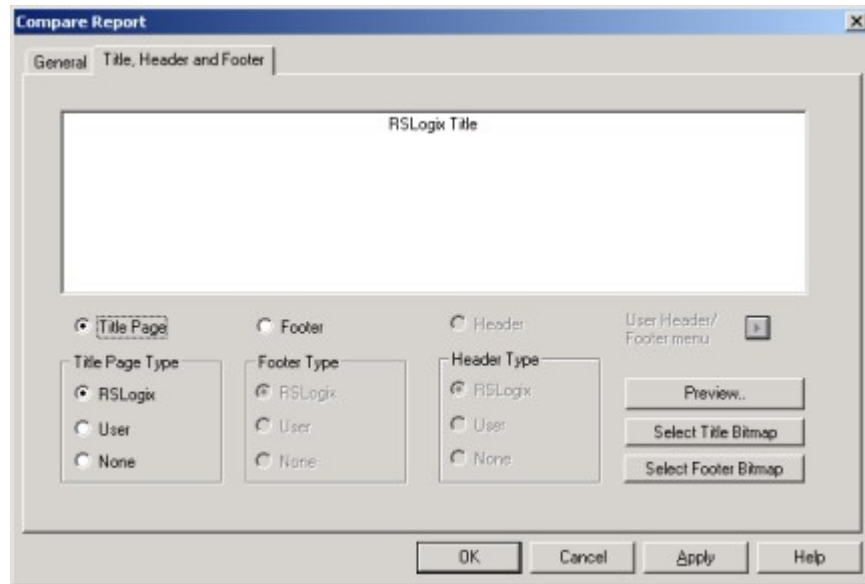 Compare Report
General Title, Header and Footer
RSLogix Title
Title Page Footer Header User Header/
Footer menu
Title Page Type Footer Type Header Type
RSLogix RSLogix RSLogix Preview..
User User User Select Title Bitmap
None None None Select Footer Bitmap
OK Cancel Apply Help